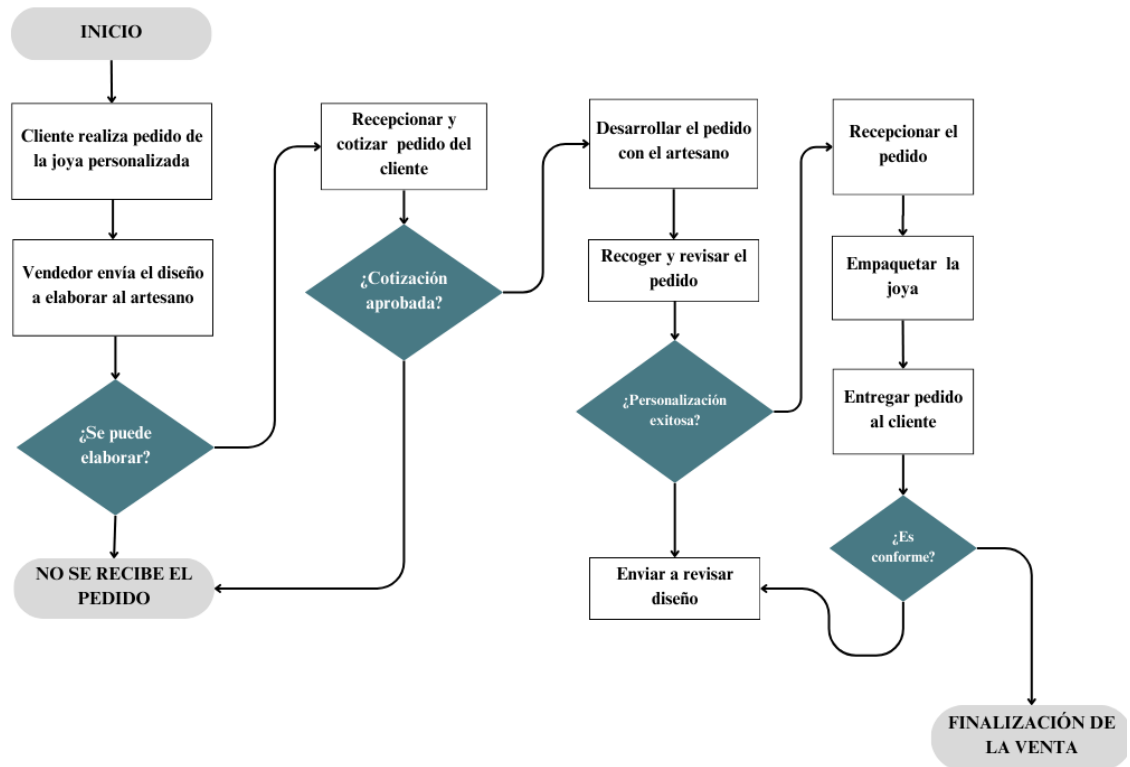 INICIO
Cliente realiza pedido de
la joya personalizada
Vendedor envía el diseño
a elaborar al artesano
¿Se puede
elaborar?
NO SE RECIBE EL
PEDIDO
Recepcionar y
cotizar pedido del
cliente
¿Cotización
aprobada?
Desarrollar el pedido
con el artesano
Recoger y revisar el
pedido
¿Personalización
exitosa?
Enviar a revisar
diseño
Recepcionar el
pedido
Empaquetar la
joya
Entregar pedido
al cliente
¿Es
conforme?
FINALIZACIÓN DE
LA VENTA